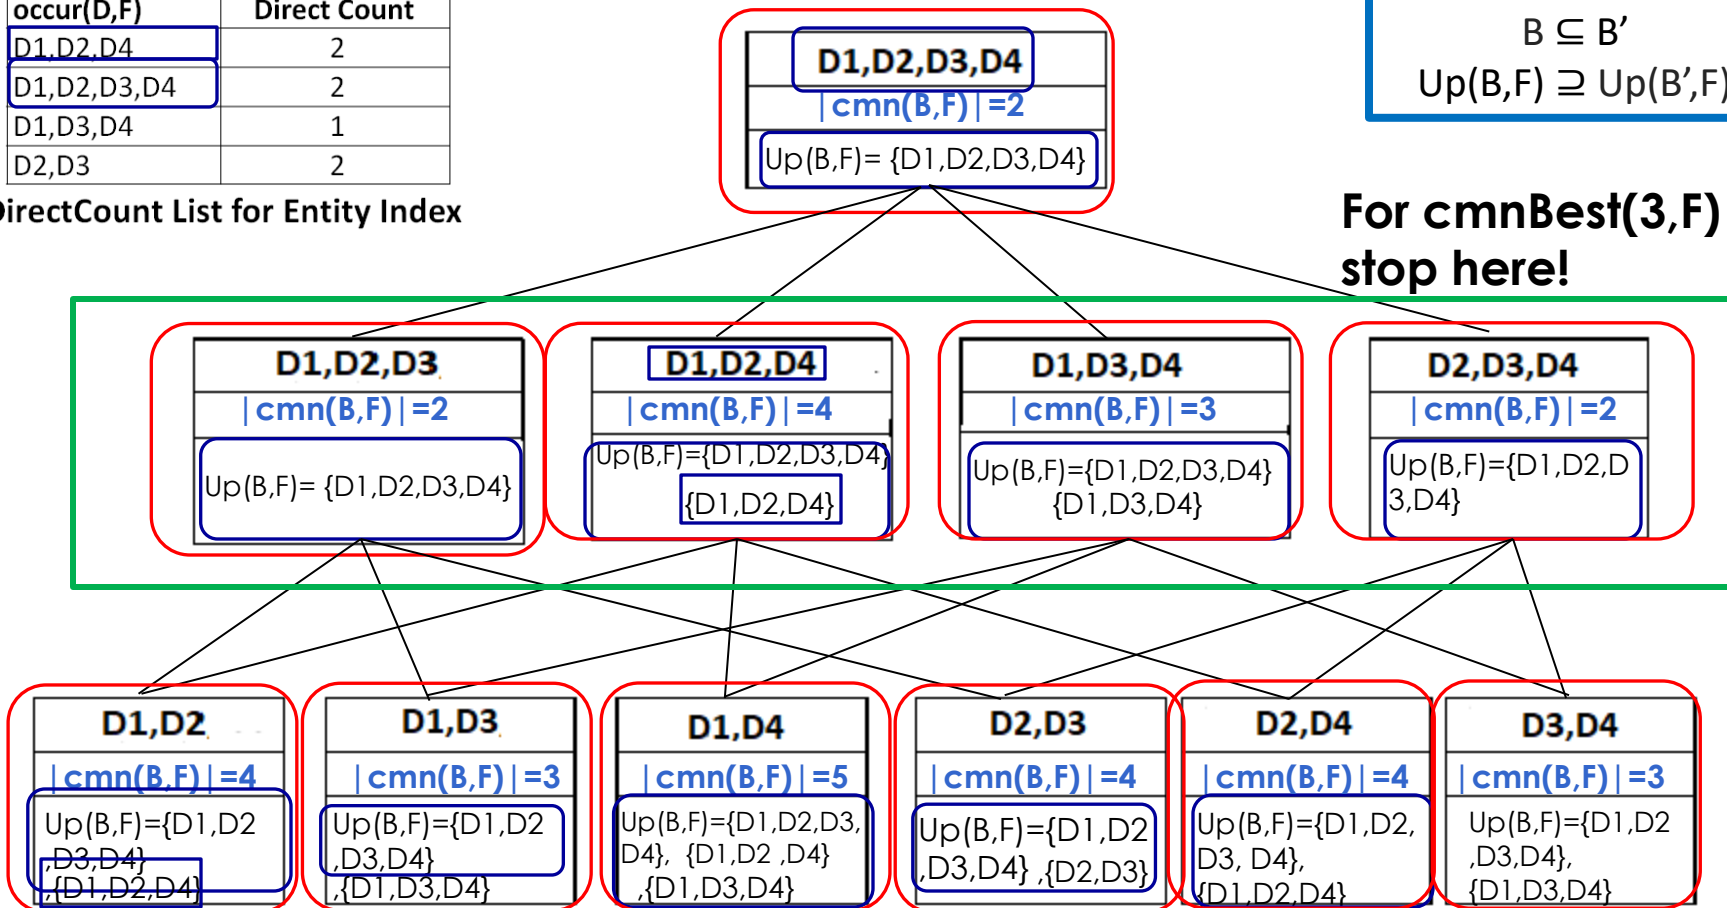 occur(D,F) Direct Count
D1,D2,D4 2
D1,D2,D3,D4 2
D1,D3,D4 1
D2,D3 2
DirectCount List for Entity Index
B ⊆ B’
Up(B,F) ⊇ Up(B’,F)
D1,D2,D3,D4
|cmn(B,F)|=2
Up(B,F)= {D1,D2,D3,D4}
For cmnBest(3,F)
stop here!
D1,D2,D3
|cmn(B,F)|=2
Up(B,F)= {D1,D2,D3,D4}
D1,D2,D4
|cmn(B,F)|=4
Up(B,F)={D1,D2,D3,D4}
{D1,D2,D4}
D1,D3,D4
|cmn(B,F)|=3
Up(B,F)={D1,D2,D3,D4}
{D1,D3,D4}
D2,D3,D4
|cmn(B,F)|=2
Up(B,F)={D1,D2,D
3,D4}
D1,D2
|cmn(B,F)|=4
Up(B,F)={D1,D2
,D3,D4}
,{D1,D2,D4}
D1,D3
|cmn(B,F)|=3
Up(B,F)={D1,D2
,D3,D4}
,{D1,D3,D4}
D1,D4
|cmn(B,F)|=5
Up(B,F)={D1,D2,D3,
D4}, {D1,D2 ,D4}
,{D1,D3,D4}
D2,D3
|cmn(B,F)|=4
Up(B,F)={D1,D2
,D3,D4} ,{D2,D3}
D2,D4
|cmn(B,F)|=4
Up(B,F)={D1,D2,
D3, D4},
{D1,D2,D4}
D3,D4
|cmn(B,F)|=3
Up(B,F)={D1,D2
,D3,D4},
{D1,D3,D4}